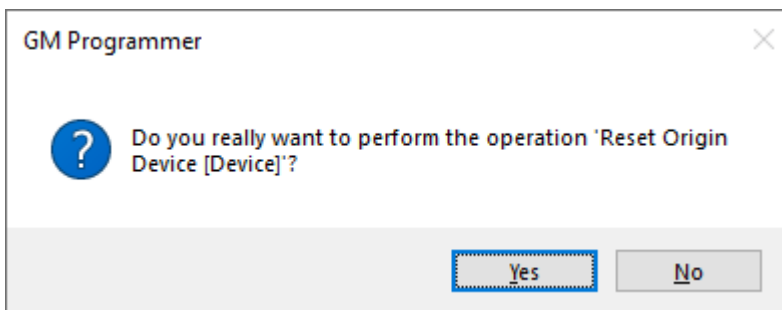 GM Programmer
Do you really want to perform the operation 'Reset Origin
Device [Device]'?
Yes
No